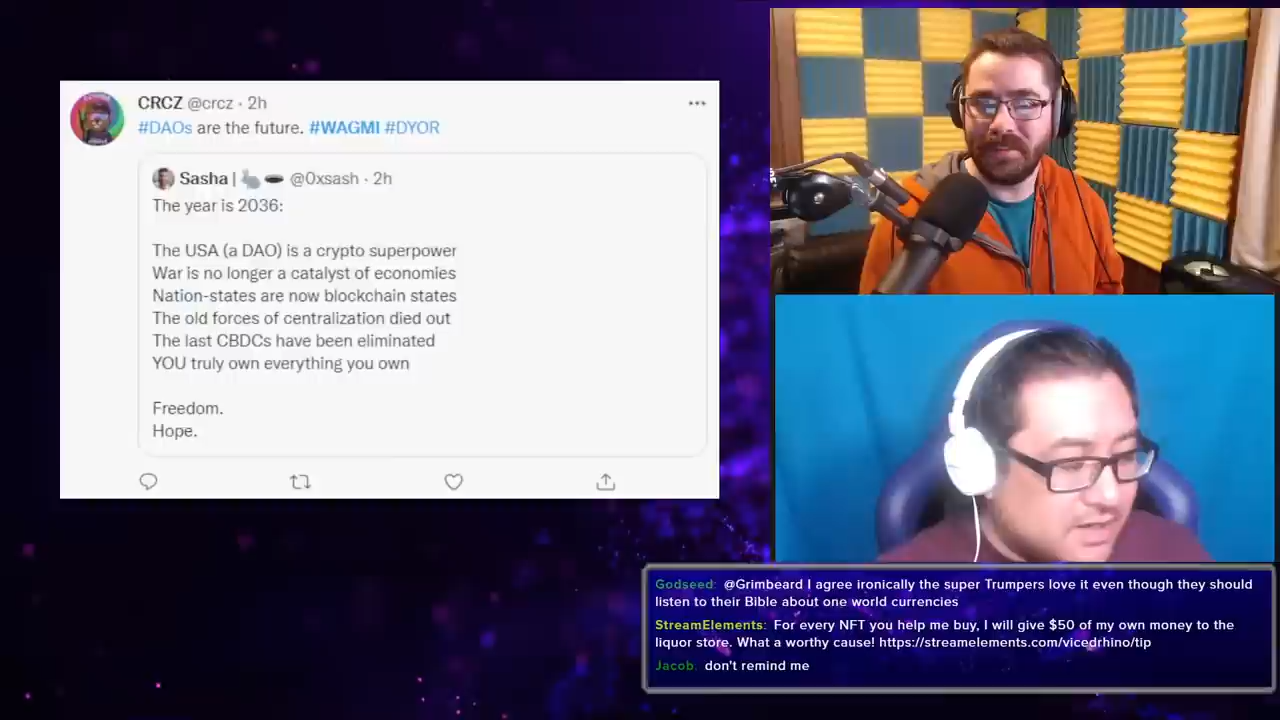 CRCZ @crcz · 2h
#DAOs are the future. #WAGMI #DYOR
Sasha | @0xsash · 2h
The year is 2036:
The USA (a DAO) is a crypto superpower
War is no longer a catalyst of economies
Nation-states are now blockchain states
The old forces of centralization died out
The last CBDCs have been eliminated
YOU truly own everything you own
Freedom.
Hope.
Godseed: @Grimbeard I agree ironically the super Trumpers love it even though they should
listen to their Bible about one world currencies
StreamElements: For every NFT you help me buy, I will give $50 of my own money to the
liquor store. What a worthy cause! https://streamelements.com/vicedrhino/tip
Jacob: don't remind me